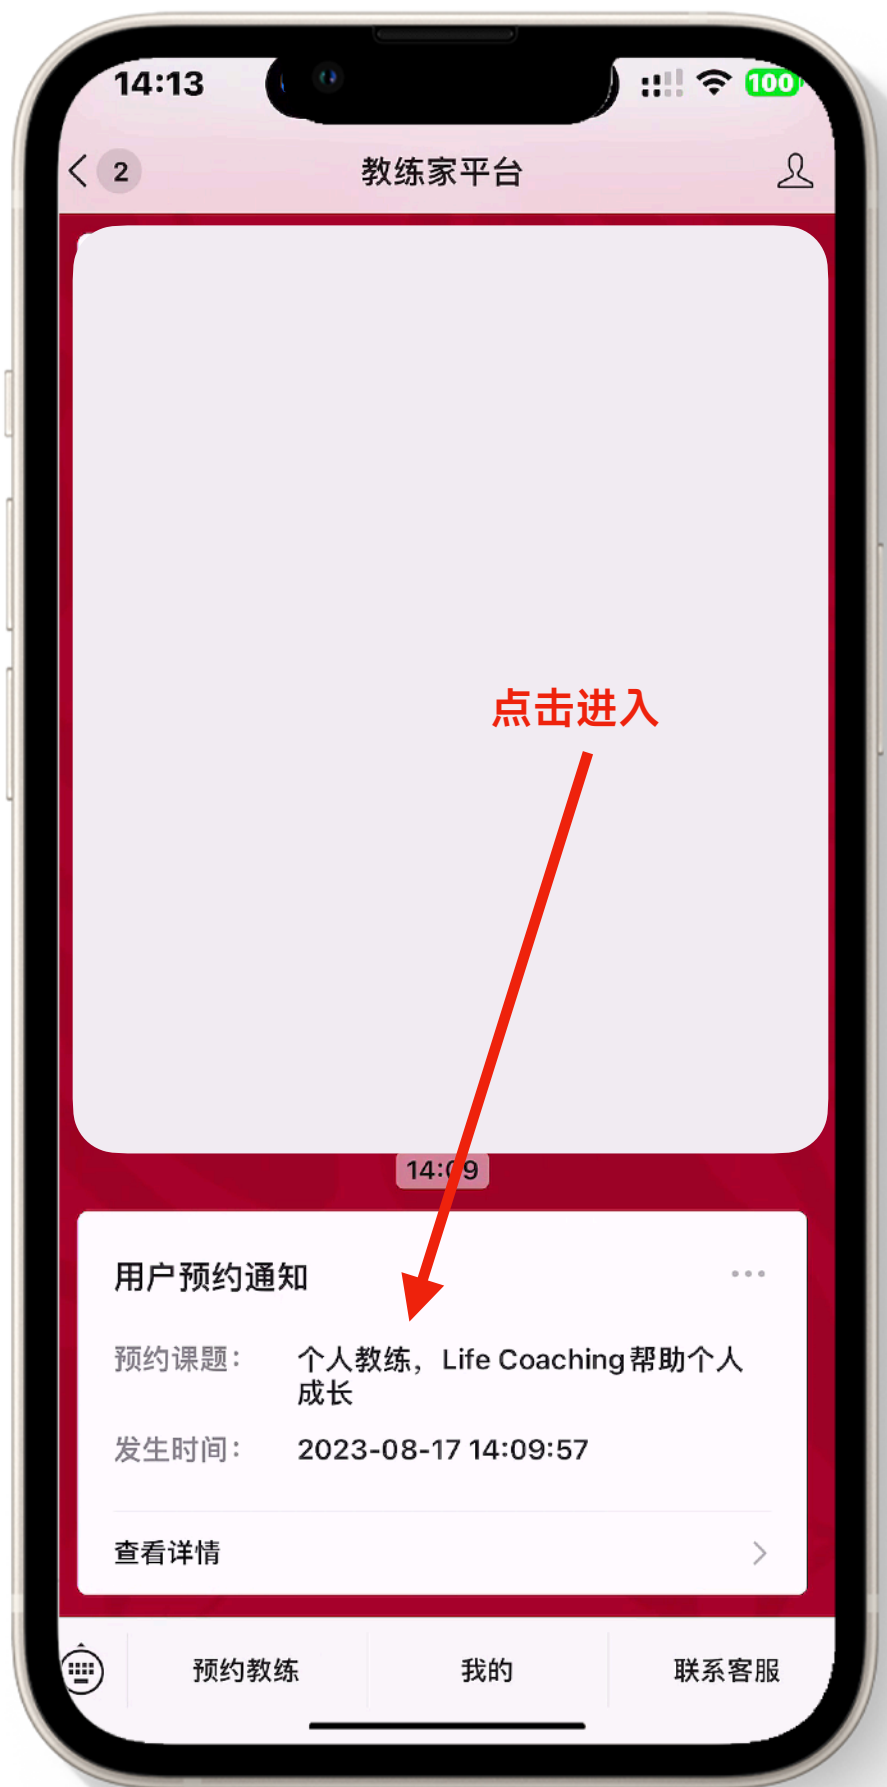 14:13
100
2
教练家平台
点击进入
14:09
用户预约通知
预约课题：
个人教练，Life Coaching帮助个人
成长
发生时间：
2023-08-17 14:09:57
查看详情
预约教练
我的
联系客服